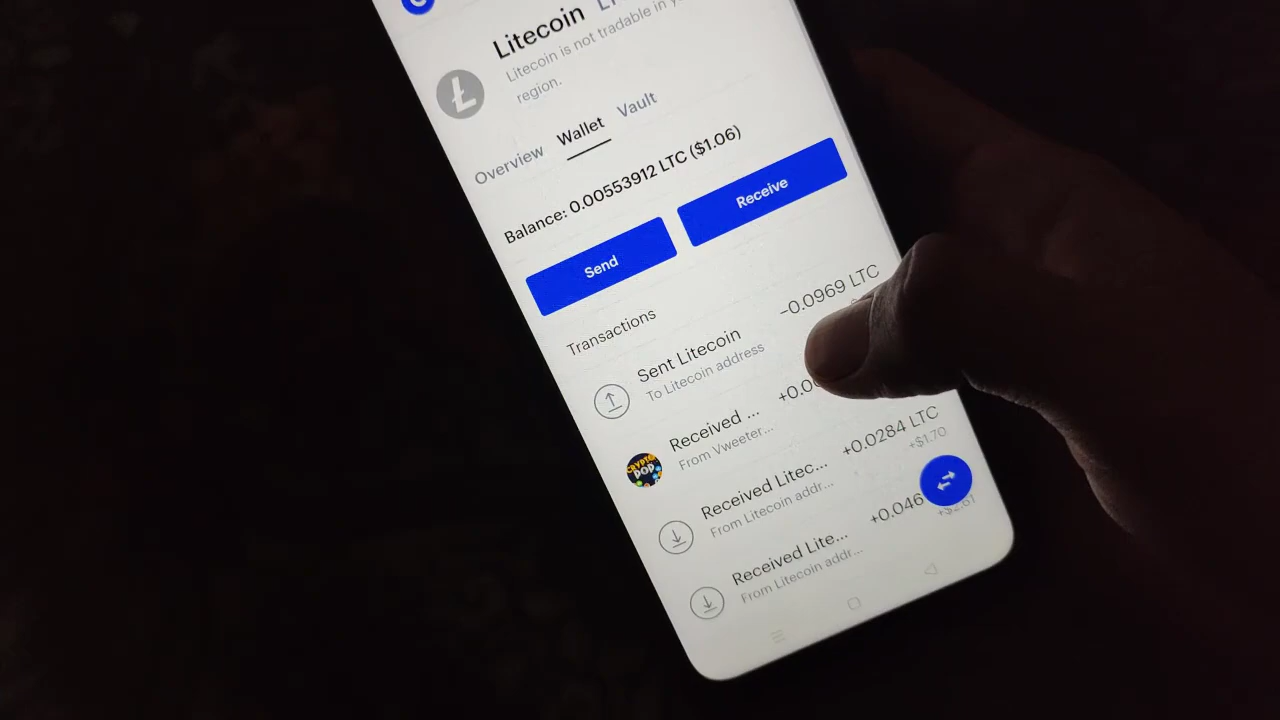 Litecoin
Litecoin is not tradable in
region.
Overview Wallet Vault
Balance: 0.00553912 LTC ($1.06)
Send Receive
Transactions
Sent Litecoin −0.0969 LTC
To Litecoin address
Received ...
From Vweeter...
CRYPTO
POP
Received Litec... +0.0284 LTC
From Litecoin addr... +$1.70
Received Lite... +0.046
From Litecoin addr...